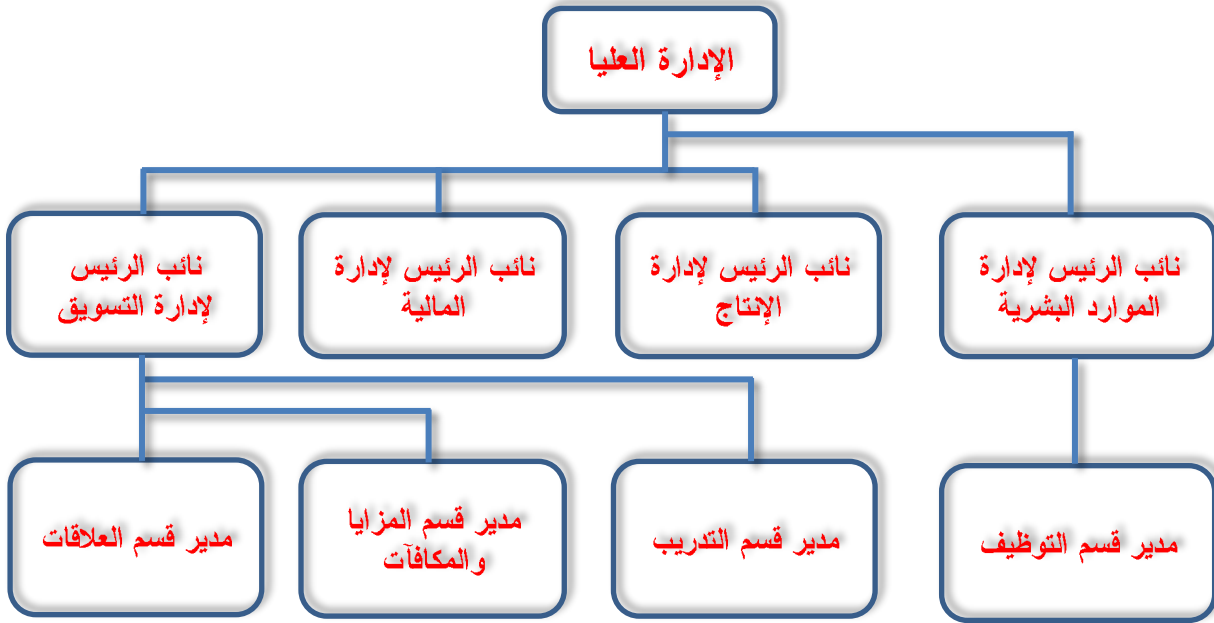 الإدارة العليا
نائب الرئيس لإدارة
الموارد البشرية
نائب الرئيس لإدارة
الإنتاج
نائب الرئيس لإدارة
المالية
نائب الرئيس
لإدارة التسويق
مدير قسم التوظيف
مدير قسم التدريب
مدير قسم المزايا
والمكافآت
مدير قسم العلاقات